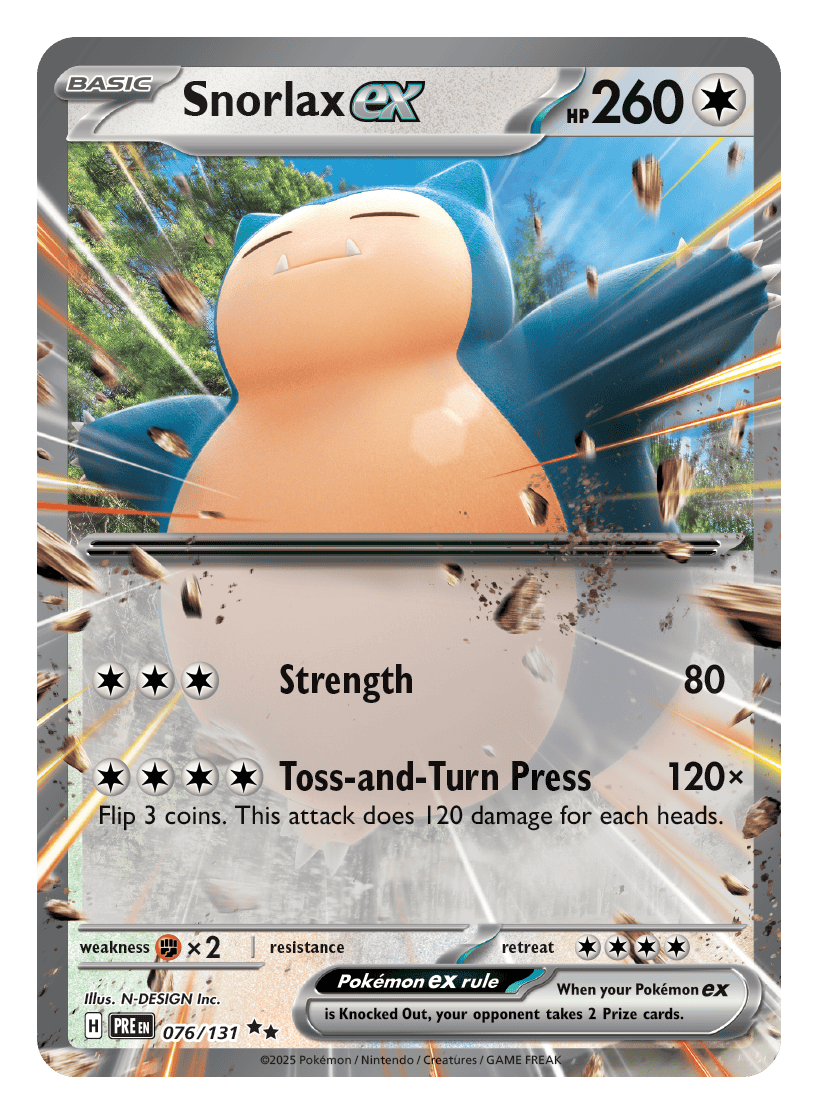 BASIC
Snorlax ex
HP 260
Strength 80
Toss-and-Turn Press 120×
Flip 3 coins. This attack does 120 damage for each heads.
weakness ×2 resistance retreat
Pokémon ex rule When your Pokémon ex
is Knocked Out, your opponent takes 2 Prize cards.
Illus. N-DESIGN Inc.
H PRE EN 076/131
©2025 Pokémon / Nintendo / Creatures / GAME FREAK